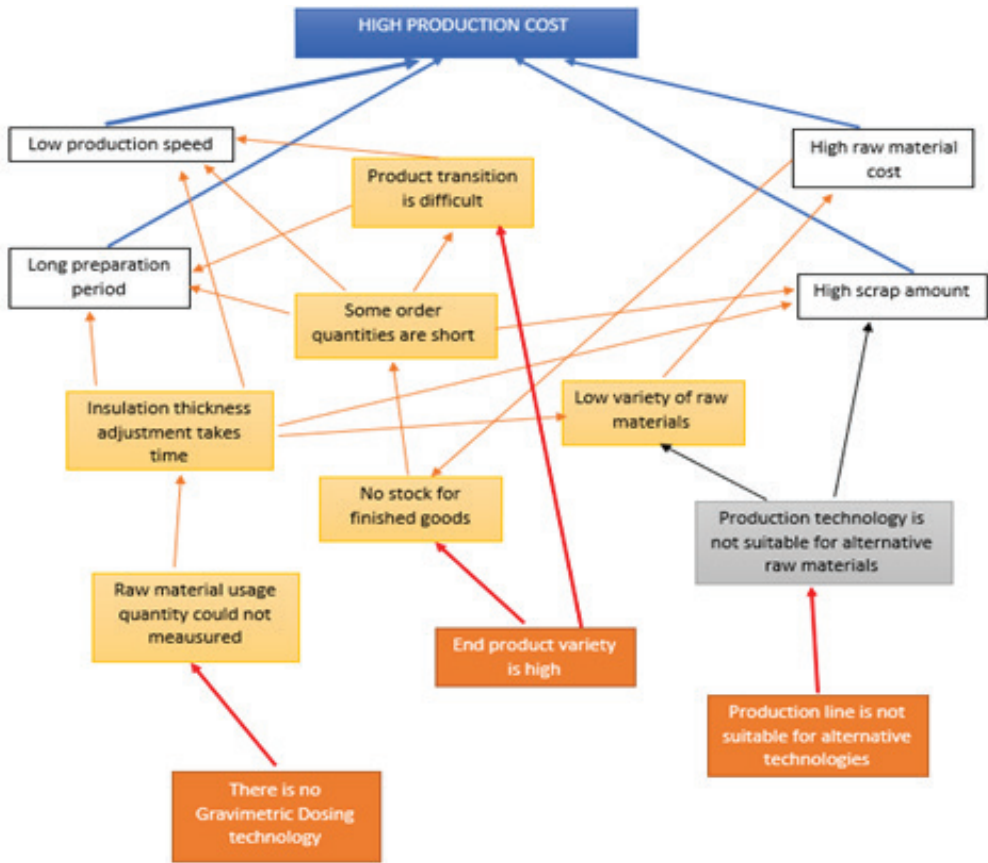 HIGH PRODUCTION COST
Low production speed
High raw material
cost
Product transition
is difficult
Long preparation
period
High scrap amount
Some order
quantities are short
Insulation thickness
adjustment takes
time
Low variety of raw
materials
No stock for
finished goods
Production technology is
not suitable for alternative
raw materials
Raw material usage
quantity could not
meausured
End product variety
is high
Production line is not
suitable for alternative
technologies
There is no
Gravimetric Dosing
technology